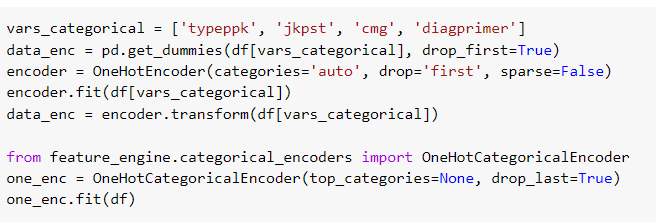 vars_categorical = ['typeppk', 'jkpst', 'cmg', 'diagprimer']
data_enc = pd.get_dummies(df[vars_categorical], drop_first=True)
encoder = OneHotEncoder(categories='auto', drop='first', sparse=False)
encoder.fit(df[vars_categorical])
data_enc = encoder.transform(df[vars_categorical])
from feature_engine.categorical_encoders import OneHotCategoricalEncoder
one_enc = OneHotCategoricalEncoder(top_categories=None, drop_last=True)
one_enc.fit(df)